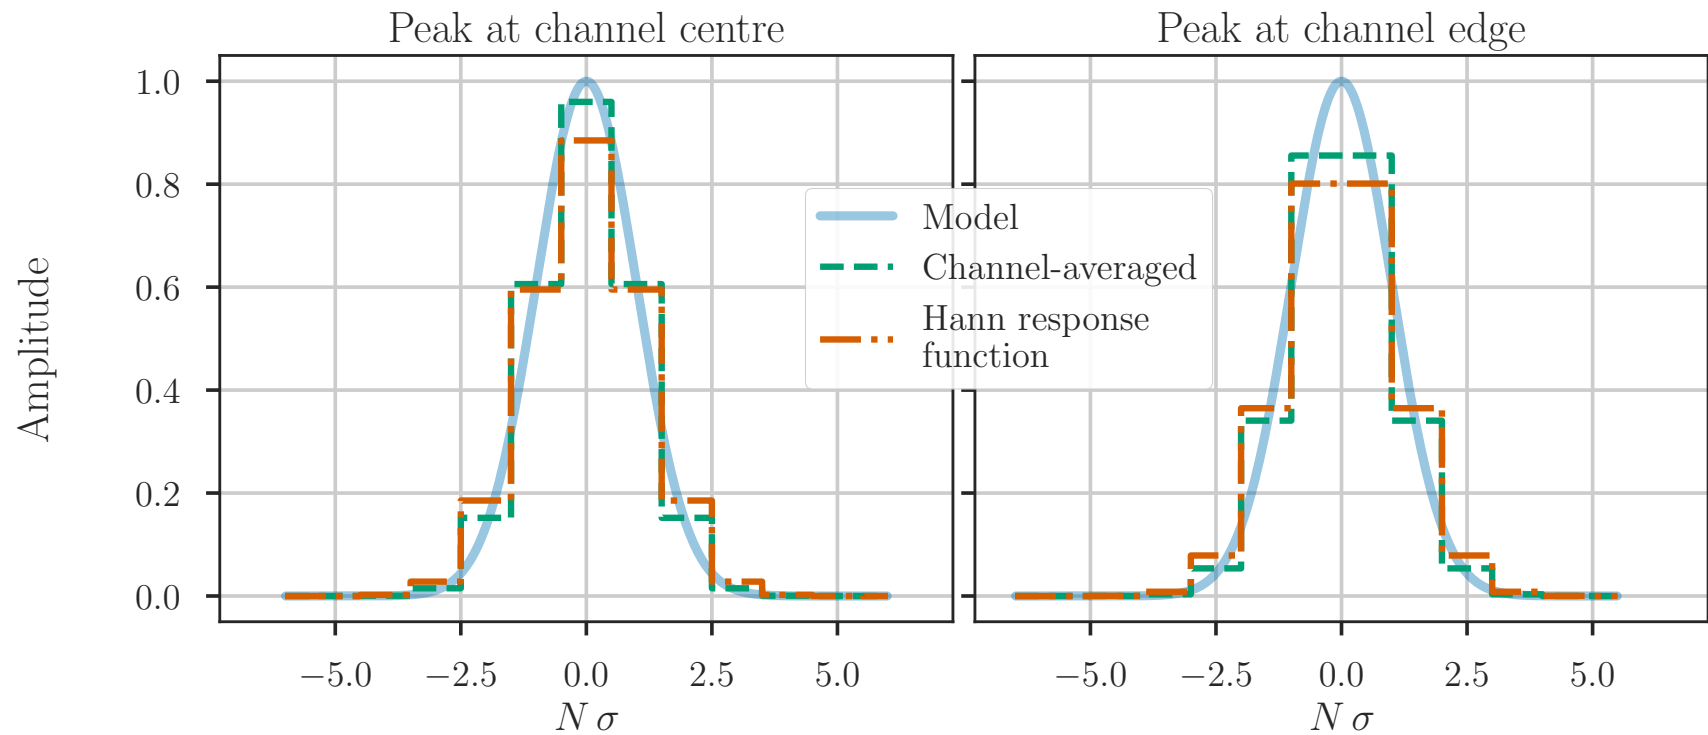 Peak at channel centre
Peak at channel edge
Amplitude
1.0
0.8
0.6
0.4
0.2
0.0
Model
Channel-averaged
Hann response
function
−5.0 −2.5 0.0 2.5 5.0
N σ
−5.0 −2.5 0.0 2.5 5.0
N σ